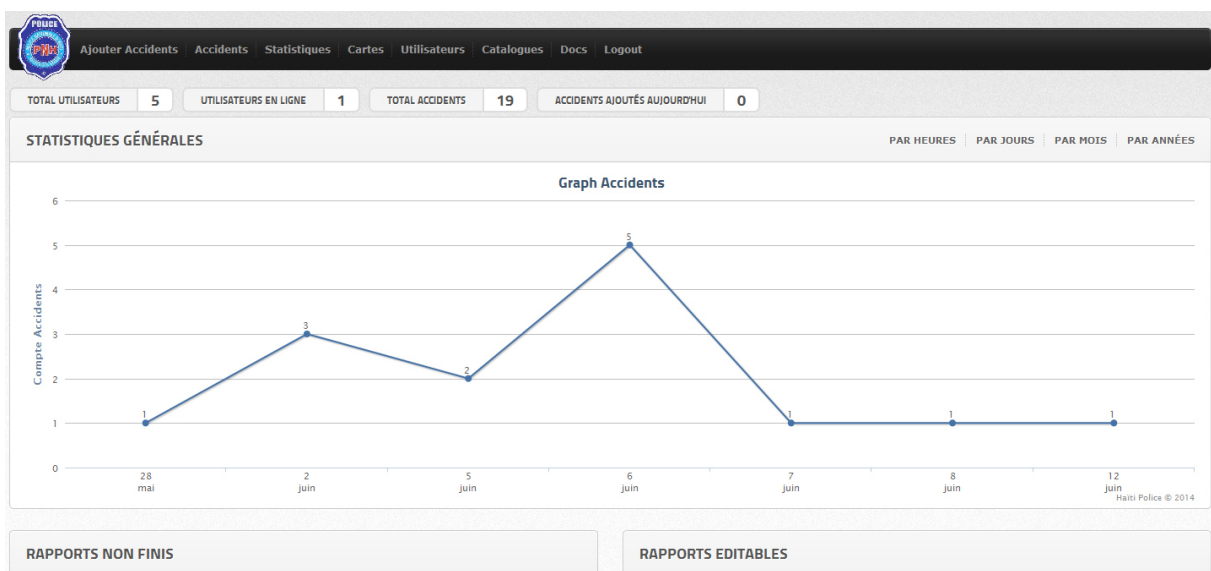 POLICE
PNH
Ajouter Accidents Accidents Statistiques Cartes Utilisateurs Catalogues Docs Logout
TOTAL UTILISATEURS 5 UTILISATEURS EN LIGNE 1 TOTAL ACCIDENTS 19 ACCIDENTS AJOUTÉS AUJOURD'HUI 0
STATISTIQUES GÉNÉRALES PAR HEURES PAR JOURS PAR MOIS PAR ANNÉES
Graph Accidents
Compte Accidents
6
5
4
3
2
1
0
1
3
2
5
1
1
1
28 mai
2 juin
5 juin
6 juin
7 juin
8 juin
12 juin
Haiti Police © 2014
RAPPORTS NON FINIS
RAPPORTS EDITABLES